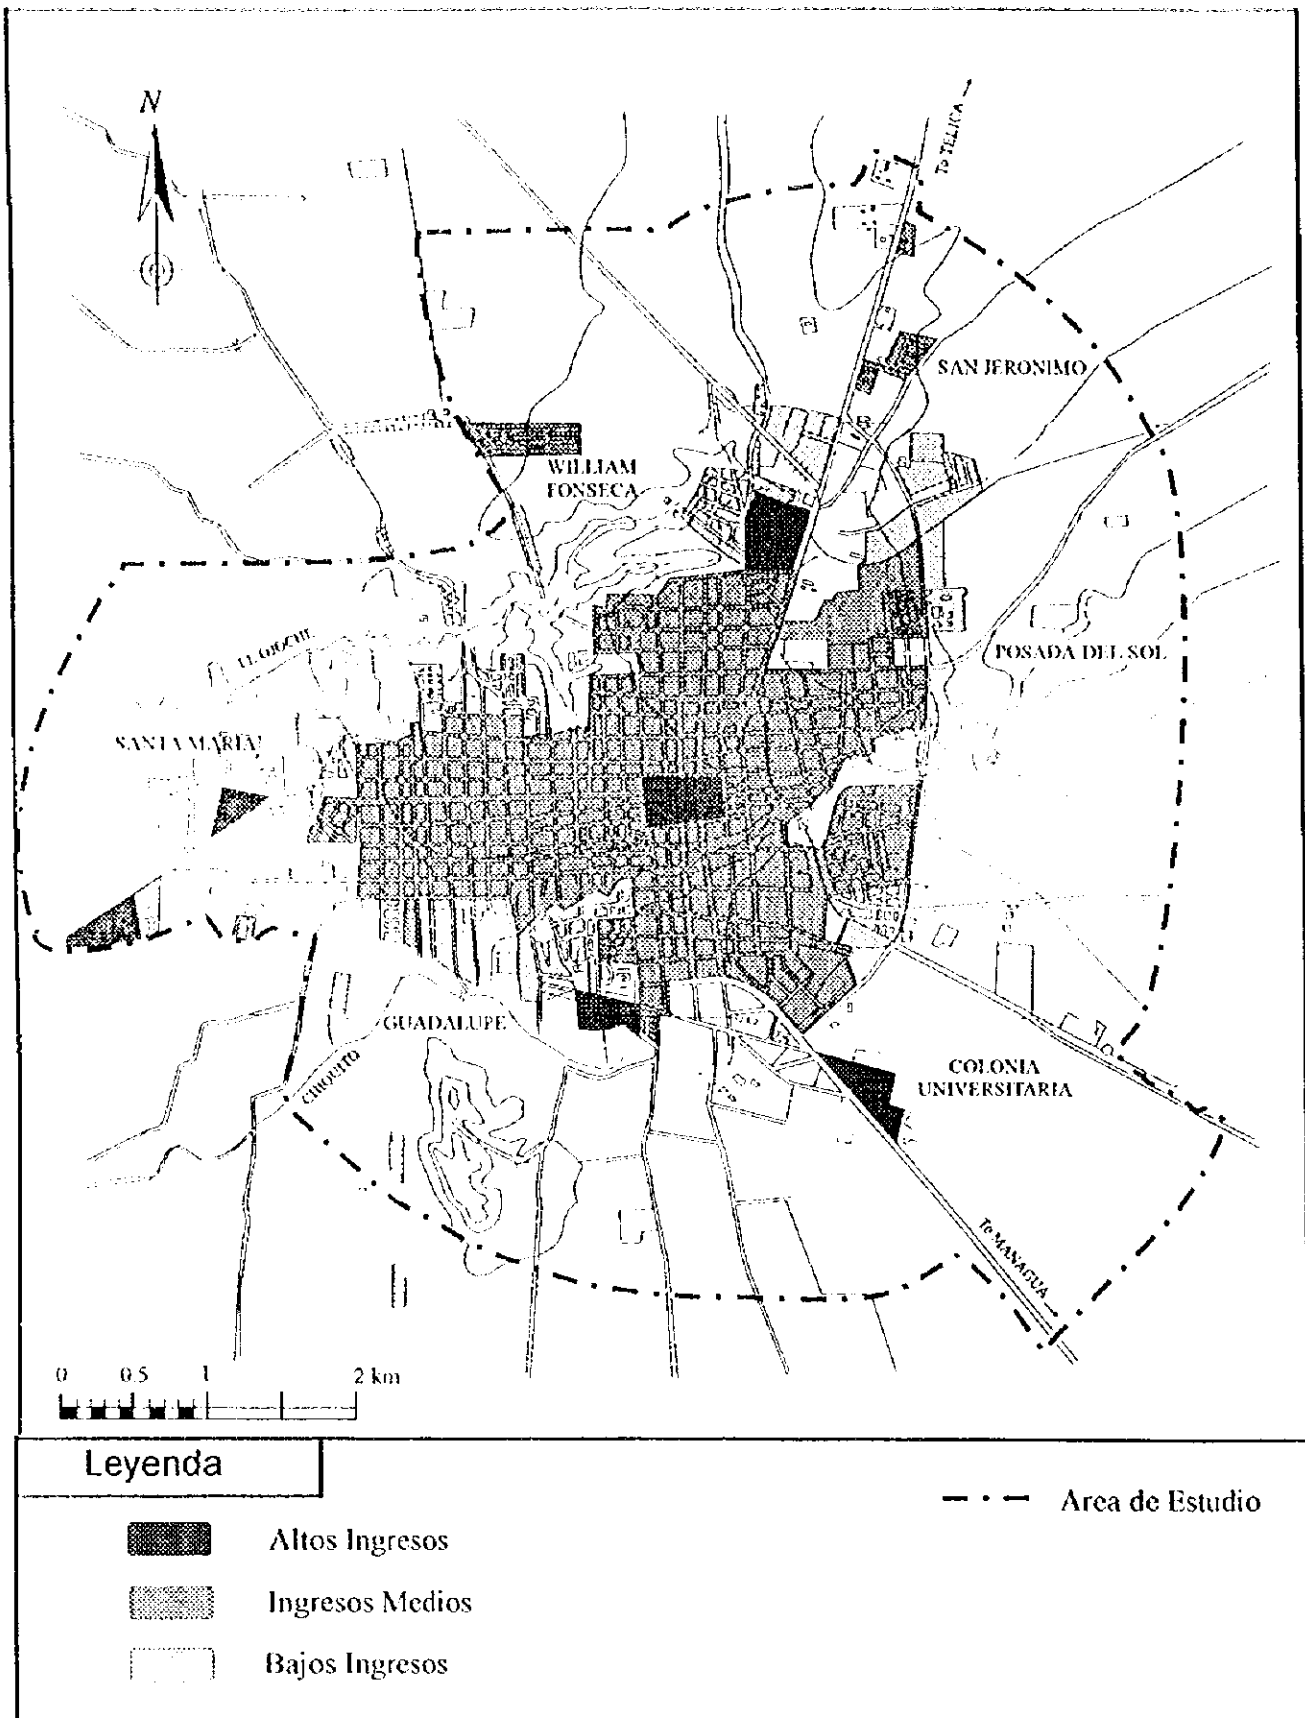 N
To TELICA
SAN JERONIMO
WILLIAM
FONSECA
POSADA DEL SOL
SANTA MARIA
GUADALUPE
CHIQUITO
COLONIA
UNIVERSITARIA
To MANAGUA
0 0.5 1 2 km
Leyenda
Area de Estudio
Altos Ingresos
Ingresos Medios
Bajos Ingresos